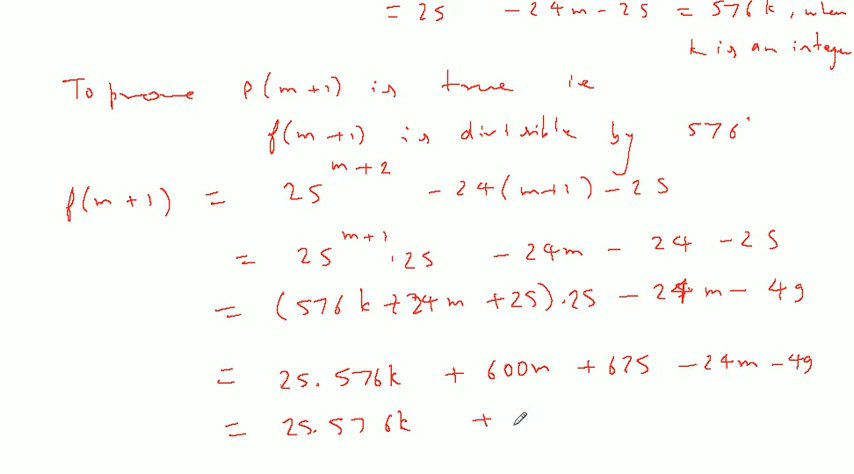 = 25 - 24m - 25 = 576k, when
k is an integer
To prove P(m+1) is true ie
f(m+1) is divisible by 576
f(m+1) = 25^{m+2} - 24(m+1) - 25
= 25^{m+1}.25 - 24m - 24 - 25
= (576k + 24m + 25).25 - 24m - 49
= 25.576k + 600m + 625 - 24m - 49
= 25.576k +